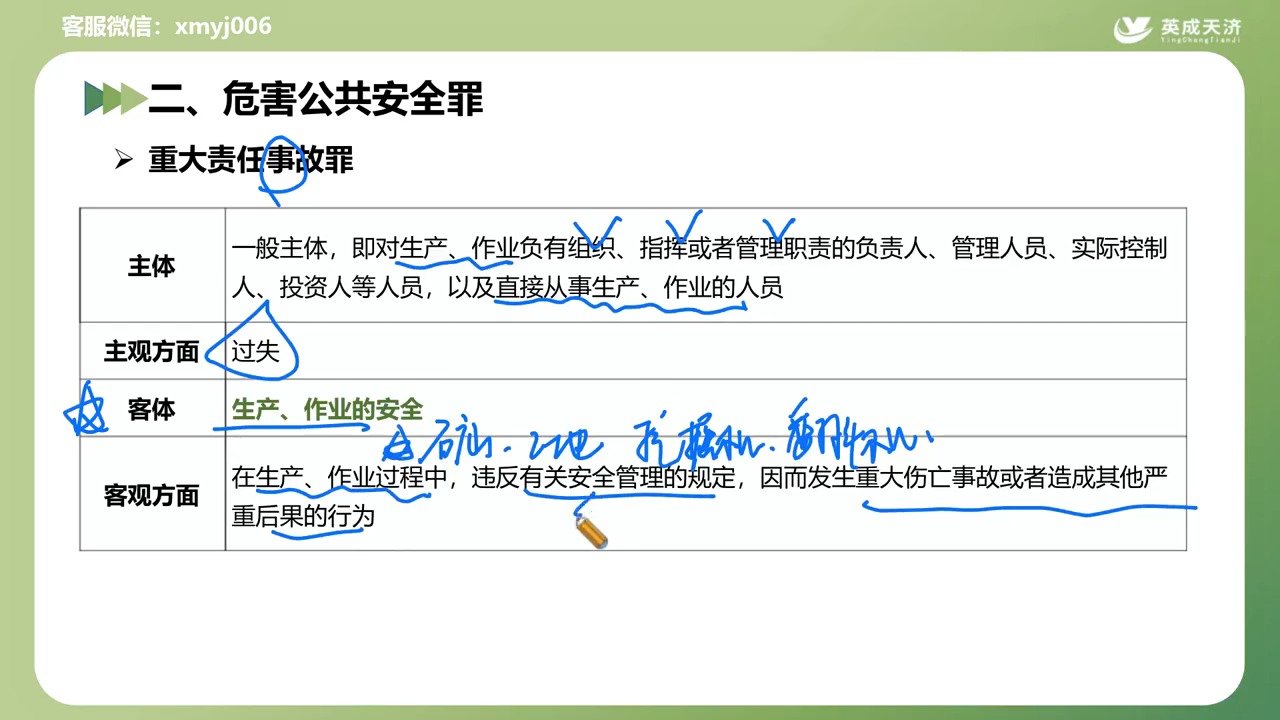 客服微信：xmyj006
英成天济
YingChengTianJi
二、危害公共安全罪
重大责任事故罪
主体
一般主体，即对生产、作业负有组织、指挥或者管理职责的负责人、管理人员、实际控制
人、投资人等人员，以及直接从事生产、作业的人员
主观方面
过失
客体
生产、作业的安全
工地 挖掘机、
客观方面
在生产、作业过程中，违反有关安全管理的规定，因而发生重大伤亡事故或者造成其他严
重后果的行为